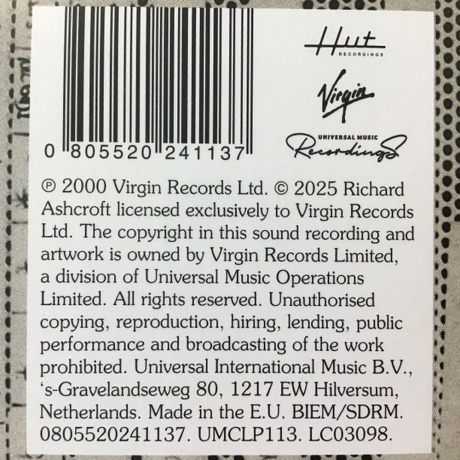 Hut
RECORDINGS
Virgin
UNIVERSAL MUSIC
Recordings
0 805520 241137
℗ 2000 Virgin Records Ltd. © 2025 Richard
Ashcroft licensed exclusively to Virgin Records
Ltd. The copyright in this sound recording and
artwork is owned by Virgin Records Limited,
a division of Universal Music Operations
Limited. All rights reserved. Unauthorised
copying, reproduction, hiring, lending, public
performance and broadcasting of the work
prohibited. Universal International Music B.V.,
‘s-Gravelandseweg 80, 1217 EW Hilversum,
Netherlands. Made in the E.U. BIEM/SDRM.
0805520241137. UMCLP113. LC03098.